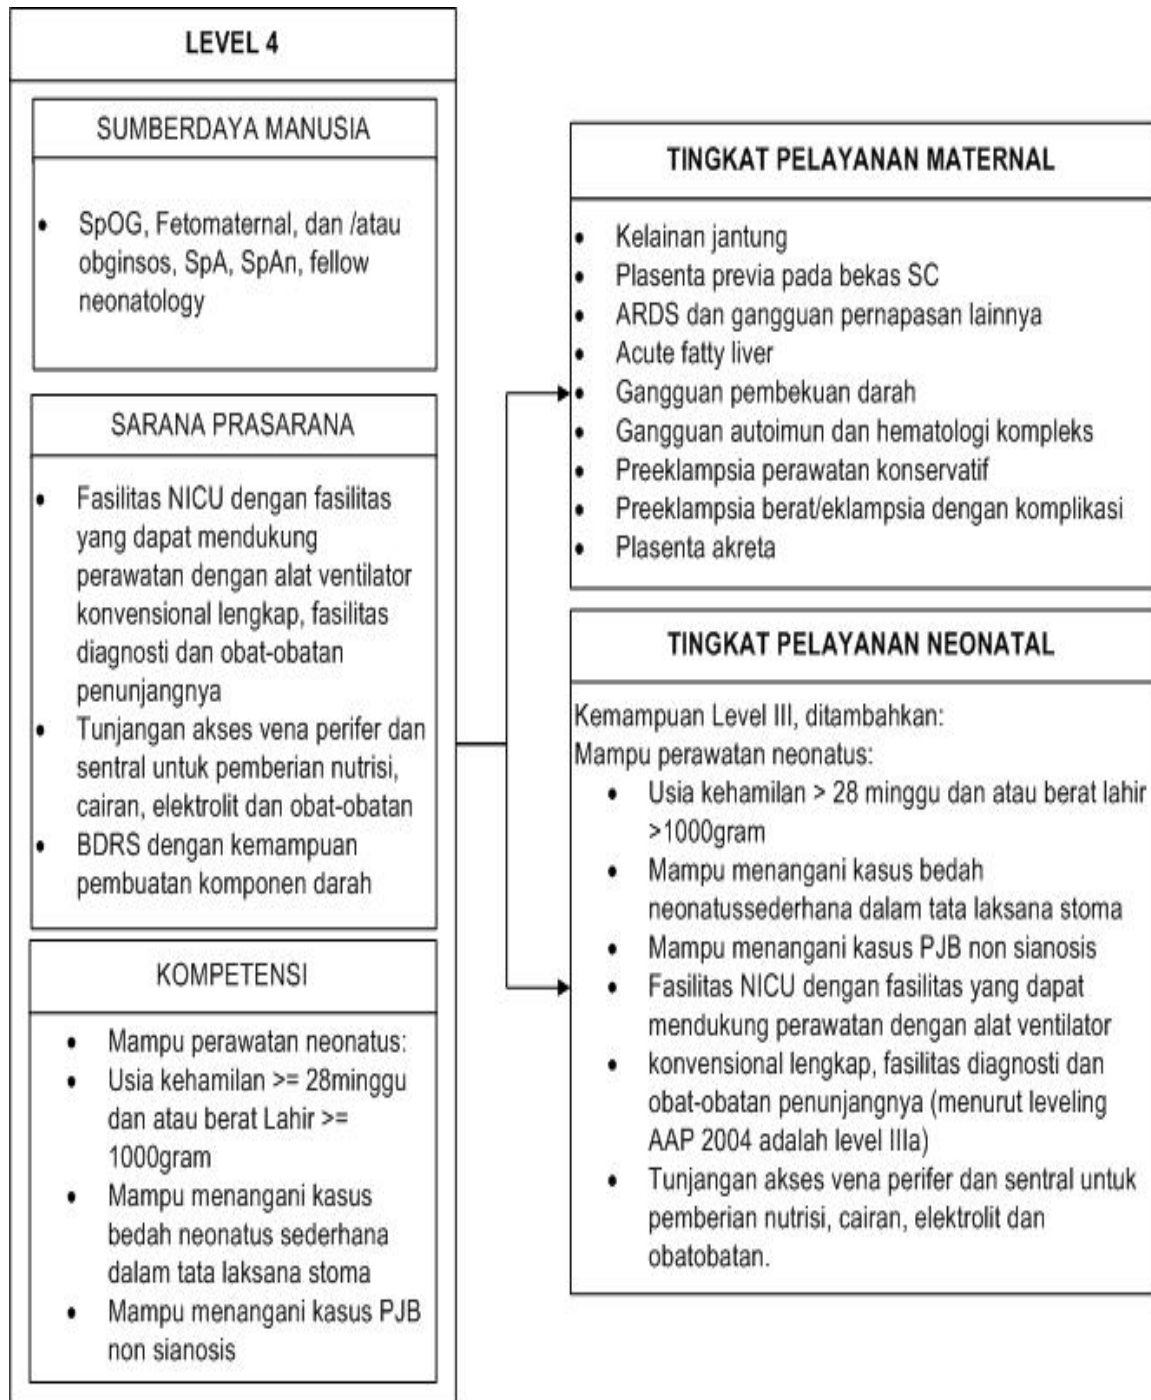 LEVEL 4
SUMBERDAYA MANUSIA
• SpOG, Fetomaternal, dan /atau
obginsos, SpA, SpAn, fellow
neonatology
SARANA PRASARANA
• Fasilitas NICU dengan fasilitas
yang dapat mendukung
perawatan dengan alat ventilator
konvensional lengkap, fasilitas
diagnosti dan obat-obatan
penunjangnya
• Tunjangan akses vena perifer dan
sentral untuk pemberian nutrisi,
cairan, elektrolit dan obat-obatan
• BDRS dengan kemampuan
pembuatan komponen darah
KOMPETENSI
• Mampu perawatan neonatus:
• Usia kehamilan >= 28minggu
dan atau berat Lahir >=
1000gram
• Mampu menangani kasus
bedah neonatus sederhana
dalam tata laksana stoma
• Mampu menangani kasus PJB
non sianosis
TINGKAT PELAYANAN MATERNAL
• Kelainan jantung
• Plasenta previa pada bekas SC
• ARDS dan gangguan pernapasan lainnya
• Acute fatty liver
• Gangguan pembekuan darah
• Gangguan autoimun dan hematologi kompleks
• Preeklampsia perawatan konservatif
• Preeklampsia berat/eklampsia dengan komplikasi
• Plasenta akreta
TINGKAT PELAYANAN NEONATAL
Kemampuan Level III, ditambahkan:
Mampu perawatan neonatus:
• Usia kehamilan > 28 minggu dan atau berat lahir
>1000gram
• Mampu menangani kasus bedah
neonatussederhana dalam tata laksana stoma
• Mampu menangani kasus PJB non sianosis
• Fasilitas NICU dengan fasilitas yang dapat
mendukung perawatan dengan alat ventilator
• konvensional lengkap, fasilitas diagnosti dan
obat-obatan penunjangnya (menurut leveling
AAP 2004 adalah level IIIa)
• Tunjangan akses vena perifer dan sentral untuk
pemberian nutrisi, cairan, elektrolit dan
obatobatan.